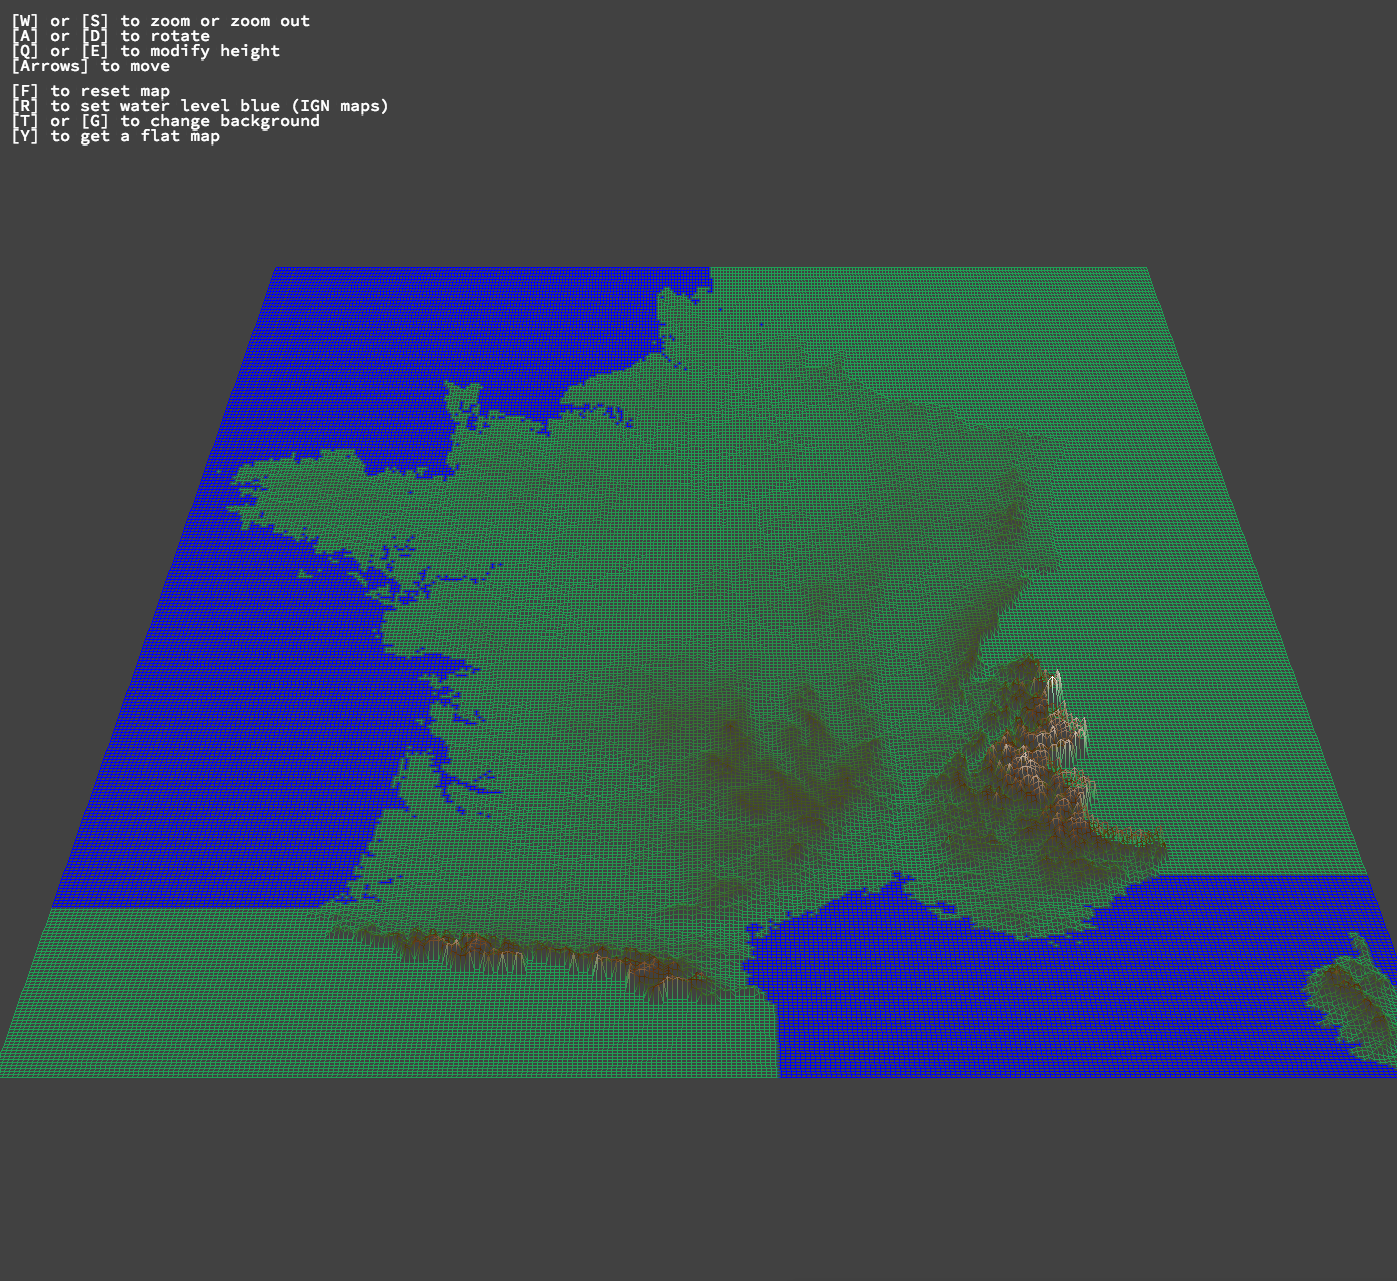 [W] or [S] to zoom or zoom out
[A] or [D] to rotate
[Q] or [E] to modify height
[Arrows] to move
[F] to reset map
[R] to set water level blue (IGN maps)
[T] or [G] to change background
[Y] to get a flat map